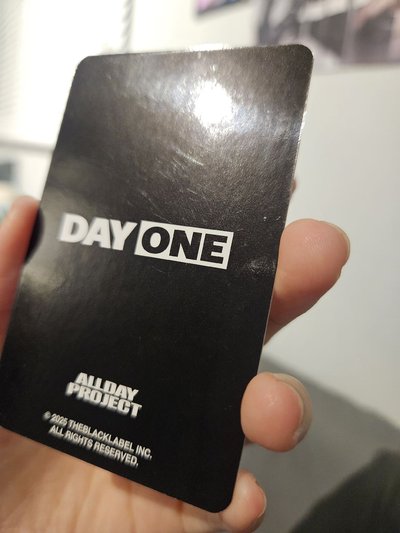 DAY ONE
ALLDAY
PROJECT
© 2025 THEBLACKLABEL INC.
ALL RIGHTS RESERVED.